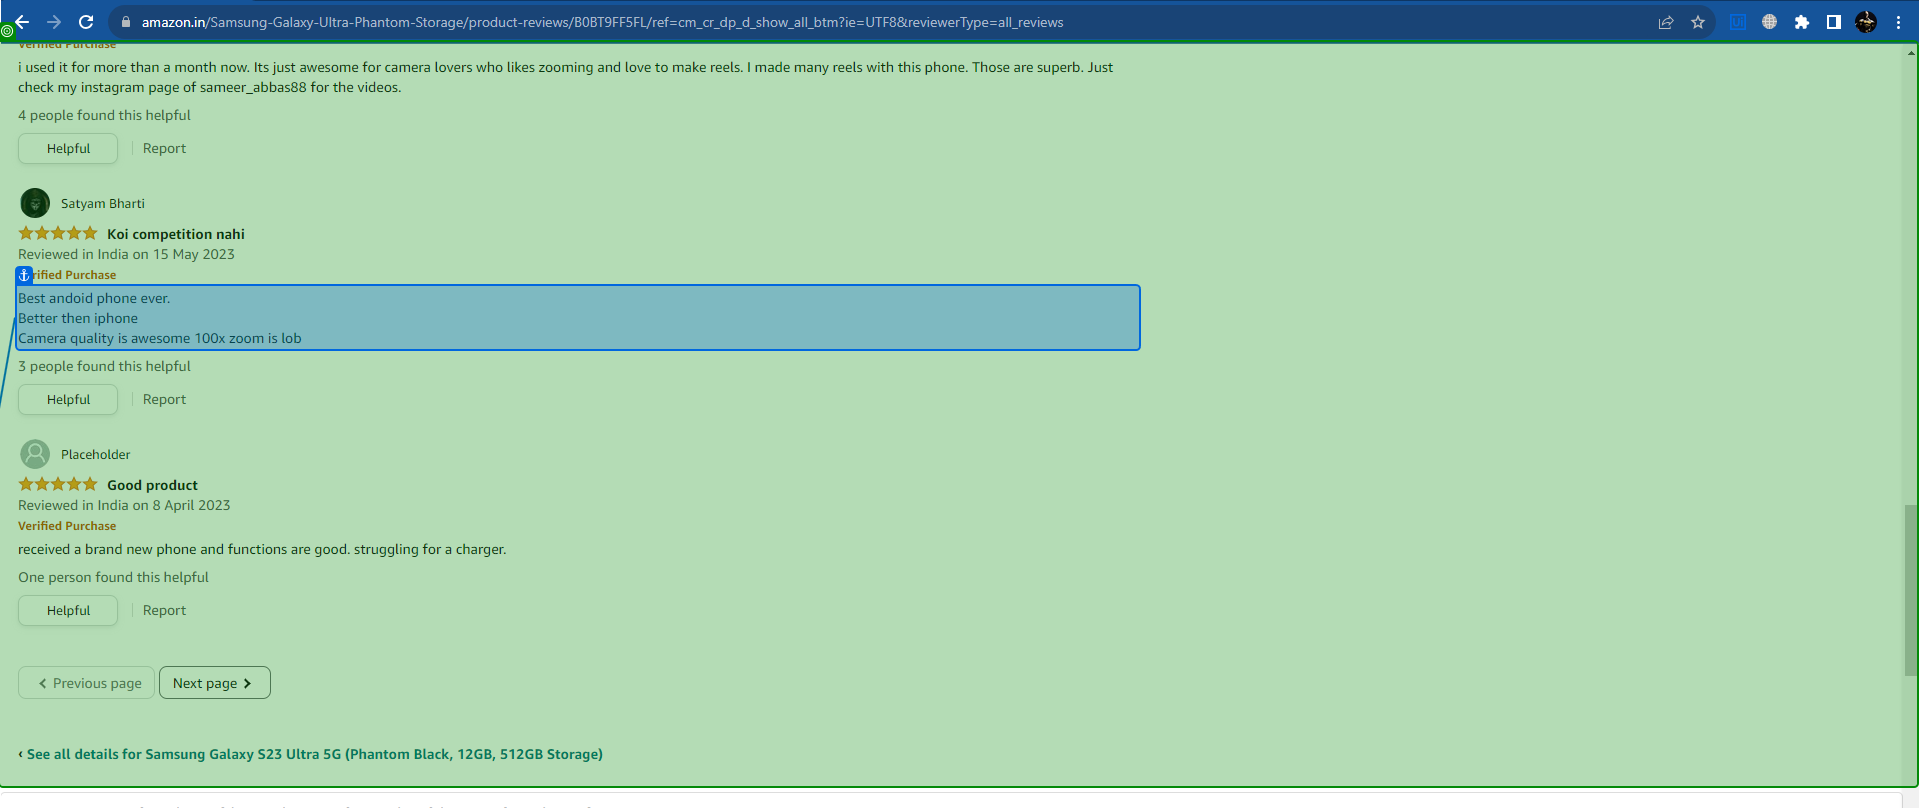 amazon.in/Samsung-Galaxy-Ultra-Phantom-Storage/product-reviews/B0BT9FF5FL/ref=cm_cr_dp_d_show_all_btm?ie=UTF8&reviewerType=all_reviews
Verified Purchase
i used it for more than a month now. Its just awesome for camera lovers who likes zooming and love to make reels. I made many reels with this phone. Those are superb. Just
check my instagram page of sameer_abbas88 for the videos.
4 people found this helpful
Helpful Report
Satyam Bharti
Koi competition nahi
Reviewed in India on 15 May 2023
rified Purchase
Best andoid phone ever.
Better then iphone
Camera quality is awesome 100x zoom is lob
3 people found this helpful
Helpful Report
Placeholder
Good product
Reviewed in India on 8 April 2023
Verified Purchase
received a brand new phone and functions are good. struggling for a charger.
One person found this helpful
Helpful Report
Previous page Next page
‹ See all details for Samsung Galaxy S23 Ultra 5G (Phantom Black, 12GB, 512GB Storage)